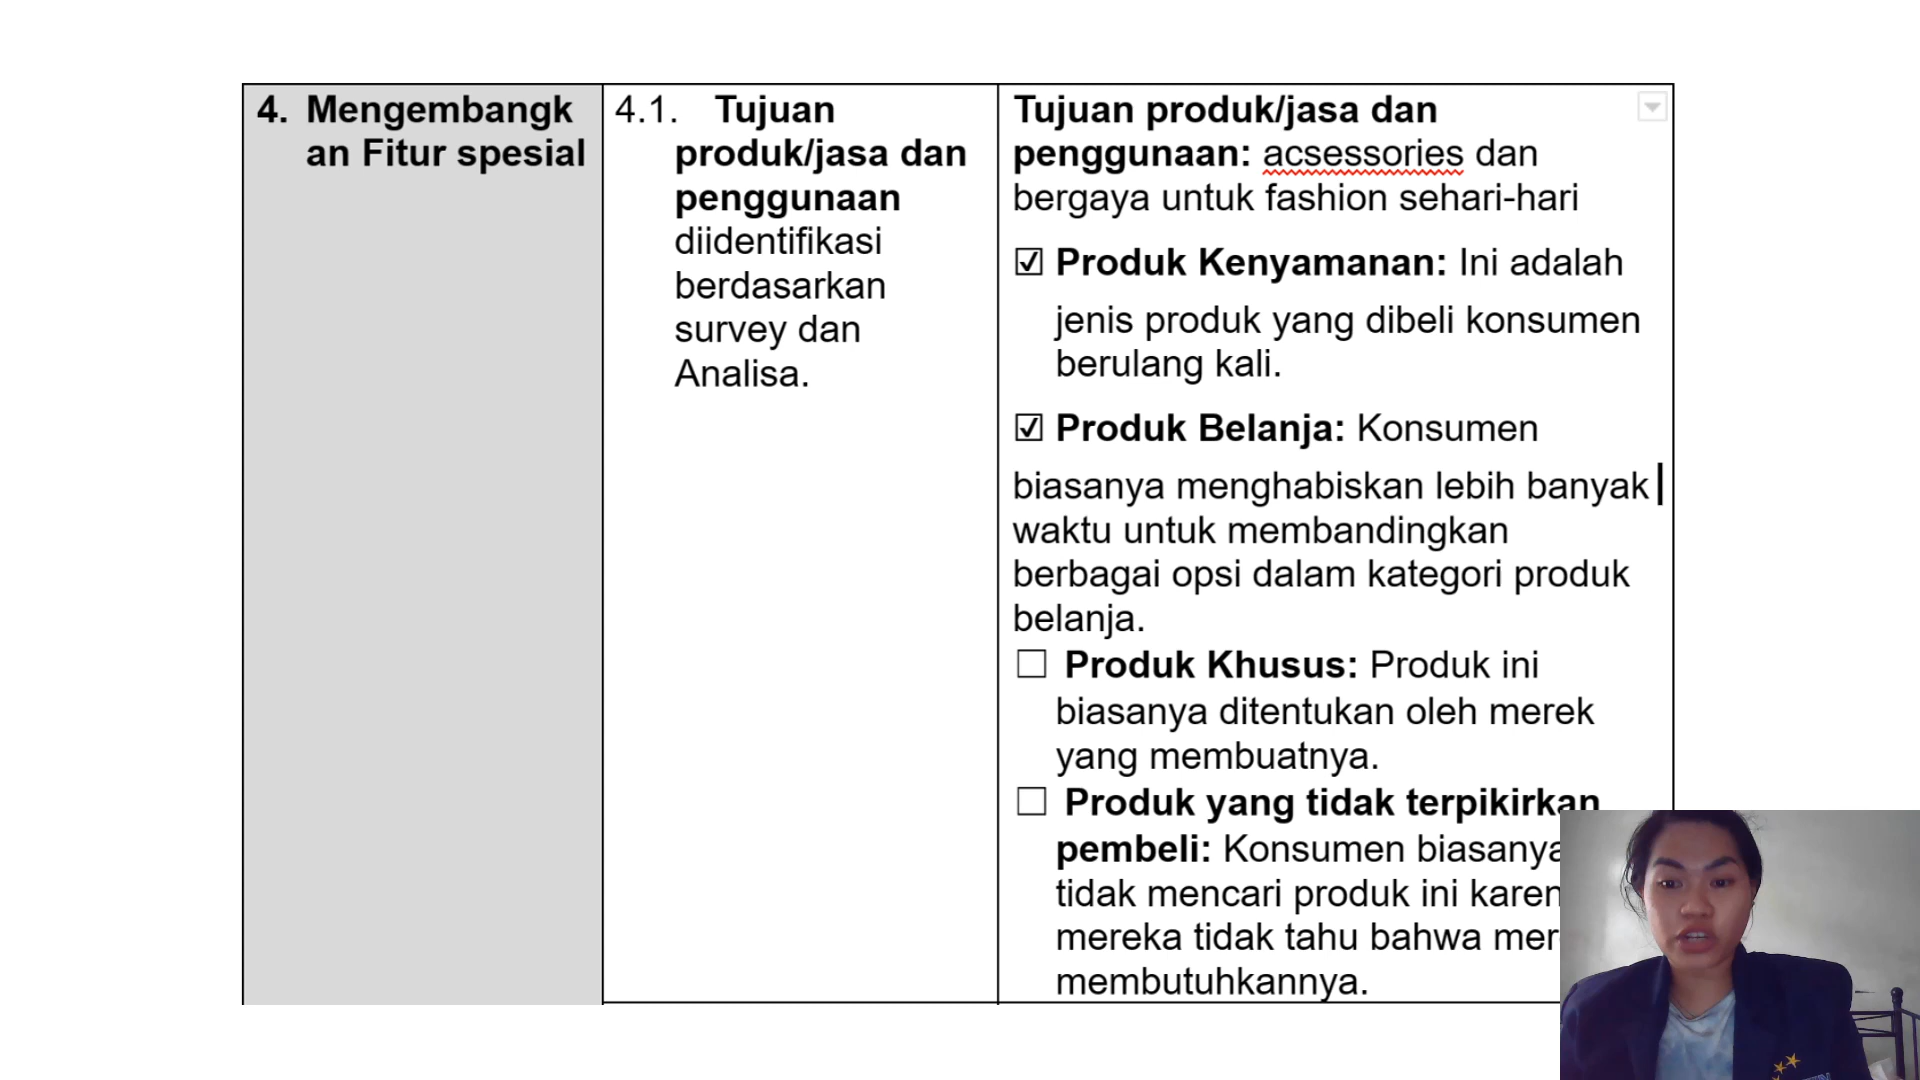 4. Mengembangk
an Fitur spesial
4.1. Tujuan
produk/jasa dan
penggunaan
diidentifikasi
berdasarkan
survey dan
Analisa.
Tujuan produk/jasa dan
penggunaan: acsessories dan
bergaya untuk fashion sehari-hari
☑ Produk Kenyamanan: Ini adalah
jenis produk yang dibeli konsumen
berulang kali.
☑ Produk Belanja: Konsumen
biasanya menghabiskan lebih banyak
waktu untuk membandingkan
berbagai opsi dalam kategori produk
belanja.
☐ Produk Khusus: Produk ini
biasanya ditentukan oleh merek
yang membuatnya.
☐ Produk yang tidak terpikirkan
pembeli: Konsumen biasanya
tidak mencari produk ini karen
mereka tidak tahu bahwa mer
membutuhkannya.